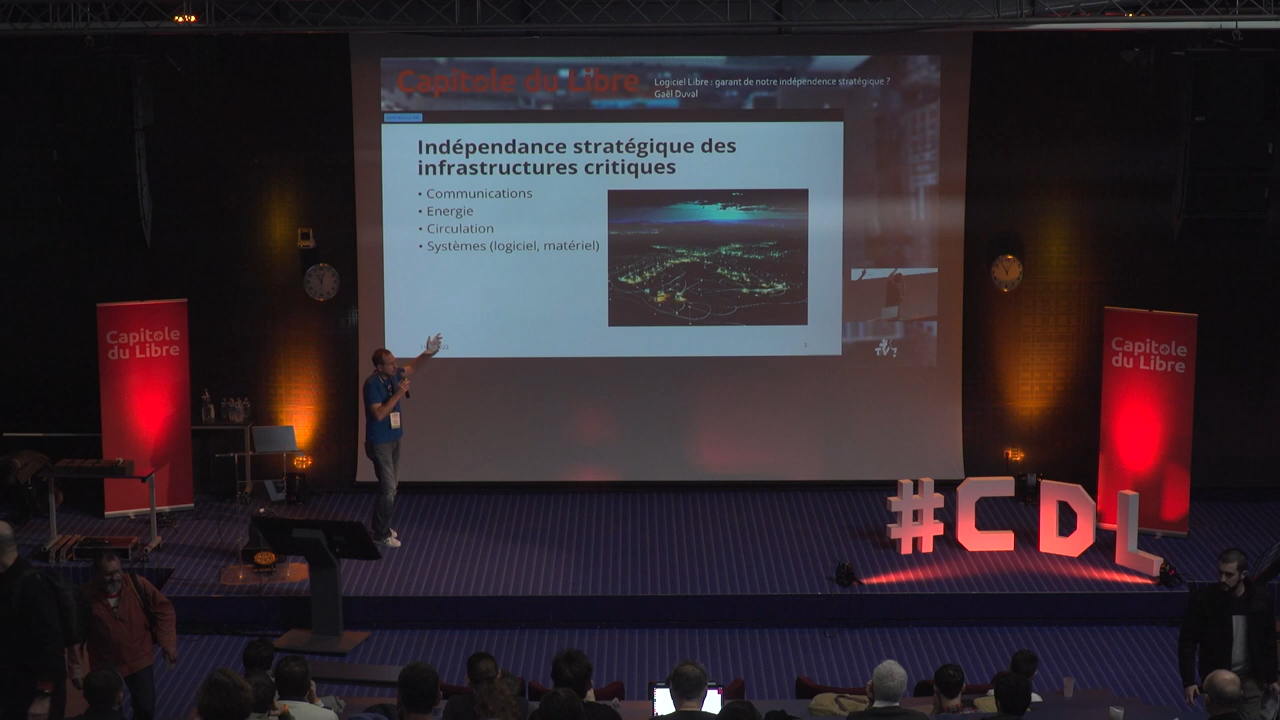 Capitole du Libre
Logiciel Libre : garant de notre indépendence stratégique ?
Gaël Duval
Indépendance stratégique des
infrastructures critiques
• Communications
• Energie
• Circulation
• Systèmes (logiciel, matériel)
Capitole
du Libre
Capitole
du Libre
#CDL